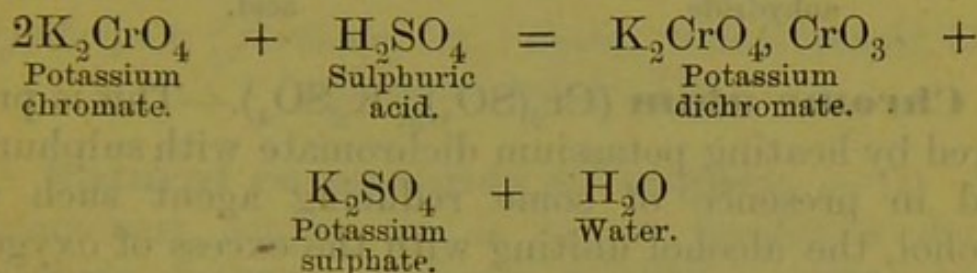 2K₂CrO₄ + H₂SO₄ = K₂CrO₄, CrO₃ +
Potassium Sulphuric Potassium
chromate. acid. dichromate.
K₂SO₄ + H₂O
Potassium Water.
sulphate.